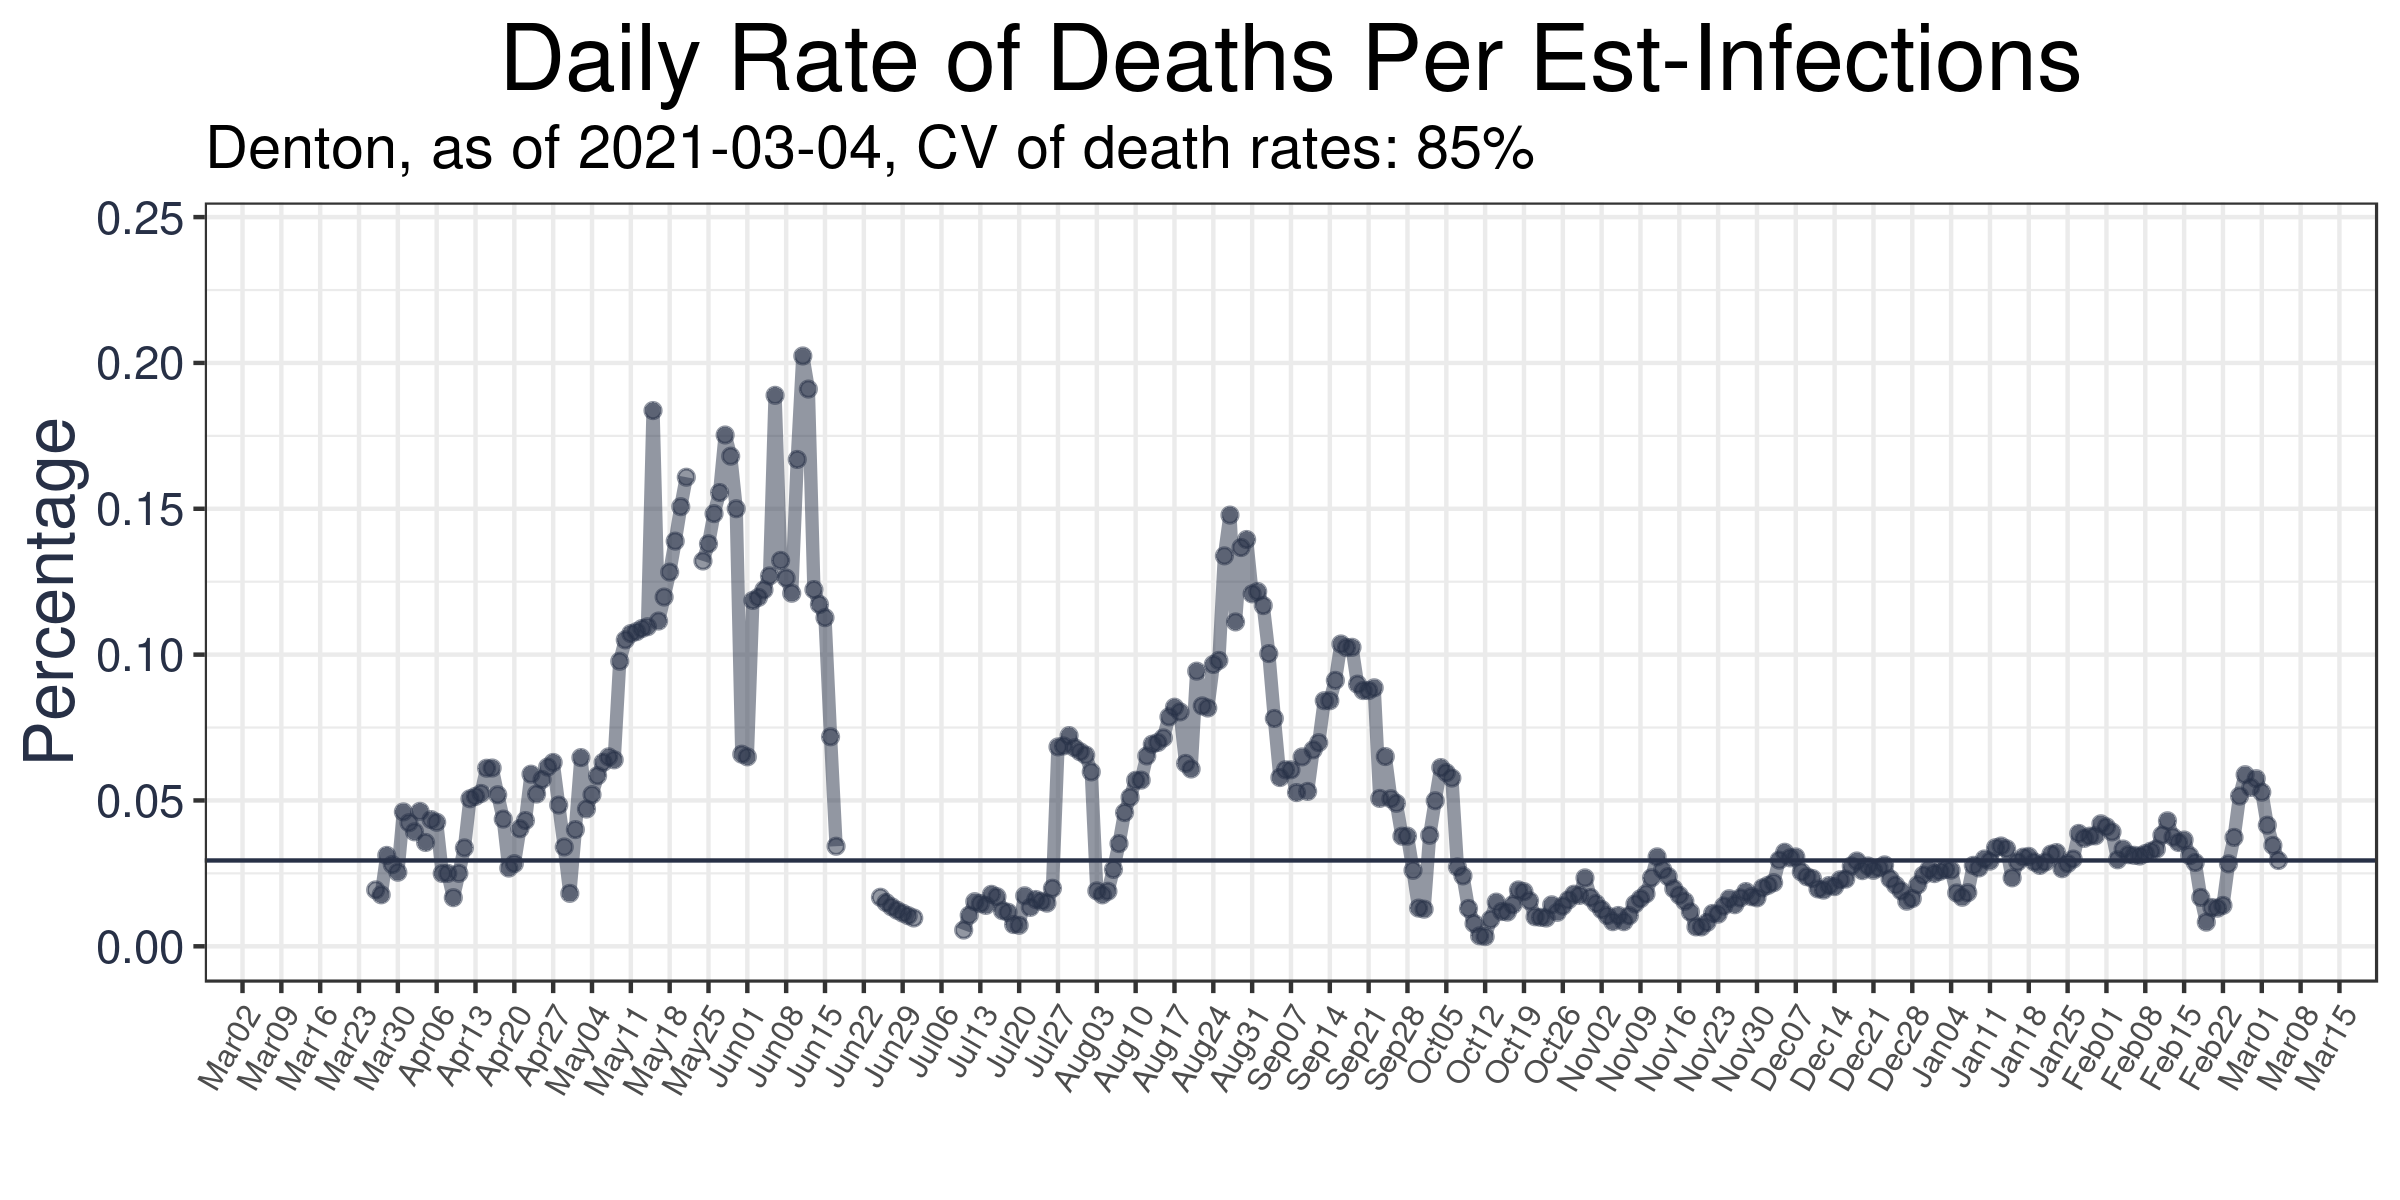 Daily Rate of Deaths Per Est-Infections
Denton, as of 2021-03-04, CV of death rates: 85%
Percentage
0.25
0.20
0.15
0.10
0.05
0.00
Mar02 Mar09 Mar16 Mar23 Mar30 Apr06 Apr13 Apr20 Apr27 May04 May11 May18 May25 Jun01 Jun08 Jun15 Jun22 Jun29 Jul06 Jul13 Jul20 Jul27 Aug03 Aug10 Aug17 Aug24 Aug31 Sep07 Sep14 Sep21 Sep28 Oct05 Oct12 Oct19 Oct26 Nov02 Nov09 Nov16 Nov23 Nov30 Dec07 Dec14 Dec21 Dec28 Jan04 Jan11 Jan18 Jan25 Feb01 Feb08 Feb15 Feb22 Mar01 Mar08 Mar15